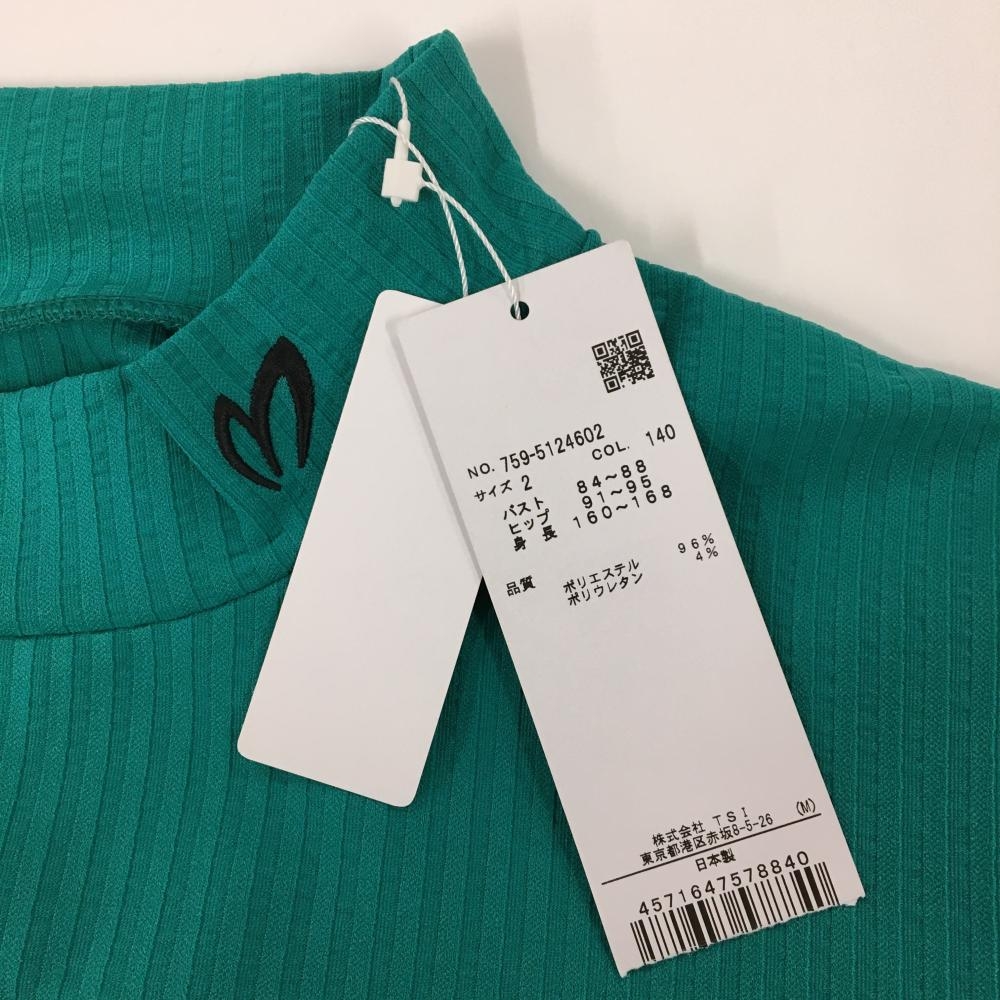 NO. 759-5124602
COL. 140
サイズ 2
バスト 84～88
ヒップ 91～95
身長 160～168
品質 ポリエステル 96%
ポリウレタン 4%
株式会社 TSI (M)
東京都港区赤坂8-5-26
日本製
4571647578840